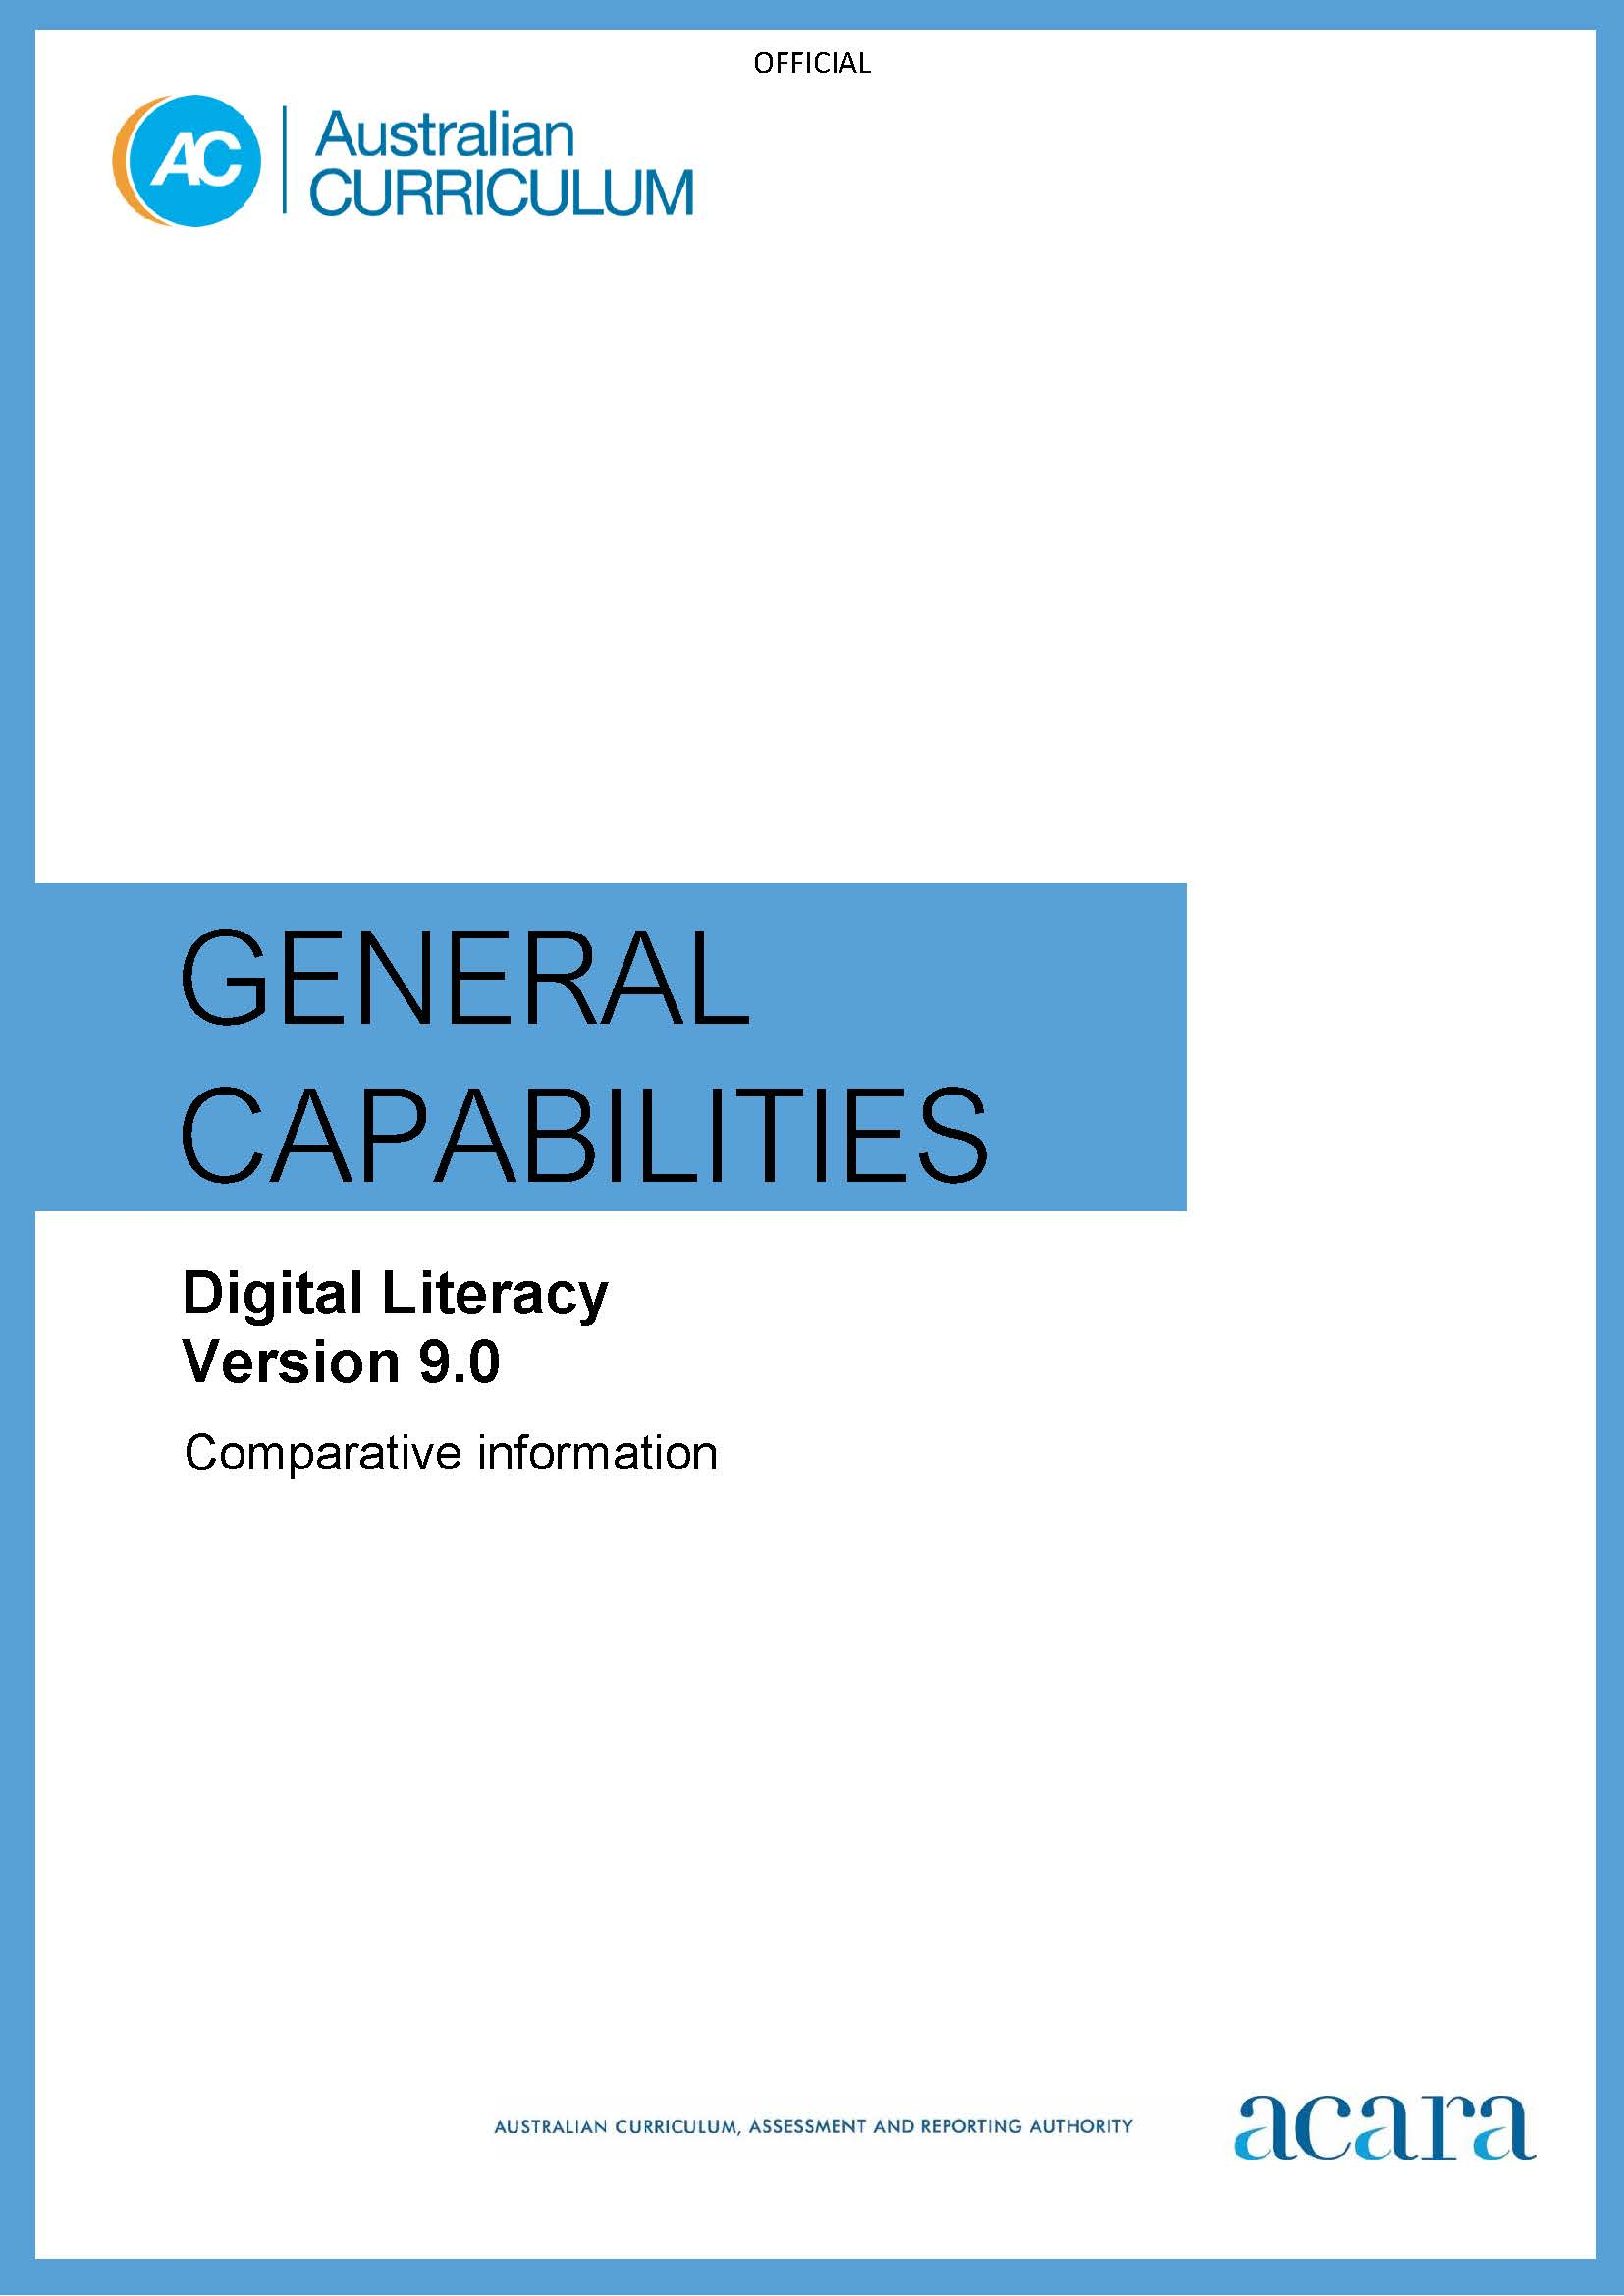 OFFICIAL
AC
Australian
CURRICULUM
GENERAL
CAPABILITIES
Digital Literacy
Version 9.0
Comparative information
AUSTRALIAN CURRICULUM, ASSESSMENT AND REPORTING AUTHORITY
acara